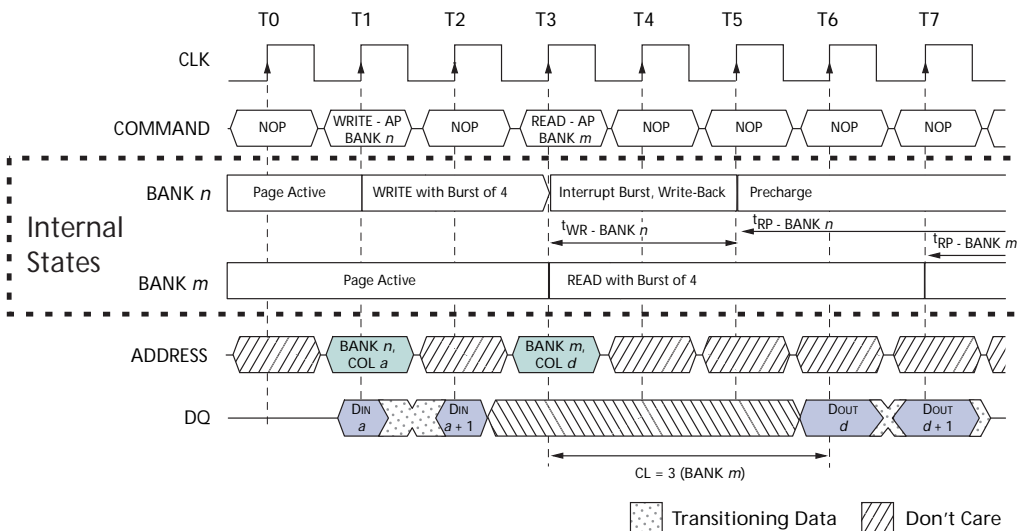 T0 T1 T2 T3 T4 T5 T6 T7
CLK
COMMAND NOP WRITE - AP BANK n NOP READ - AP BANK m NOP NOP NOP NOP
BANK n Page Active WRITE with Burst of 4 Interrupt Burst, Write-Back Precharge
Internal States
tWR - BANK n tRP - BANK n
tRP - BANK m
BANK m Page Active READ with Burst of 4
ADDRESS BANK n, COL a BANK m, COL d
DQ DIN a DIN a + 1 DOUT d DOUT d + 1
CL = 3 (BANK m)
Transitioning Data Don't Care